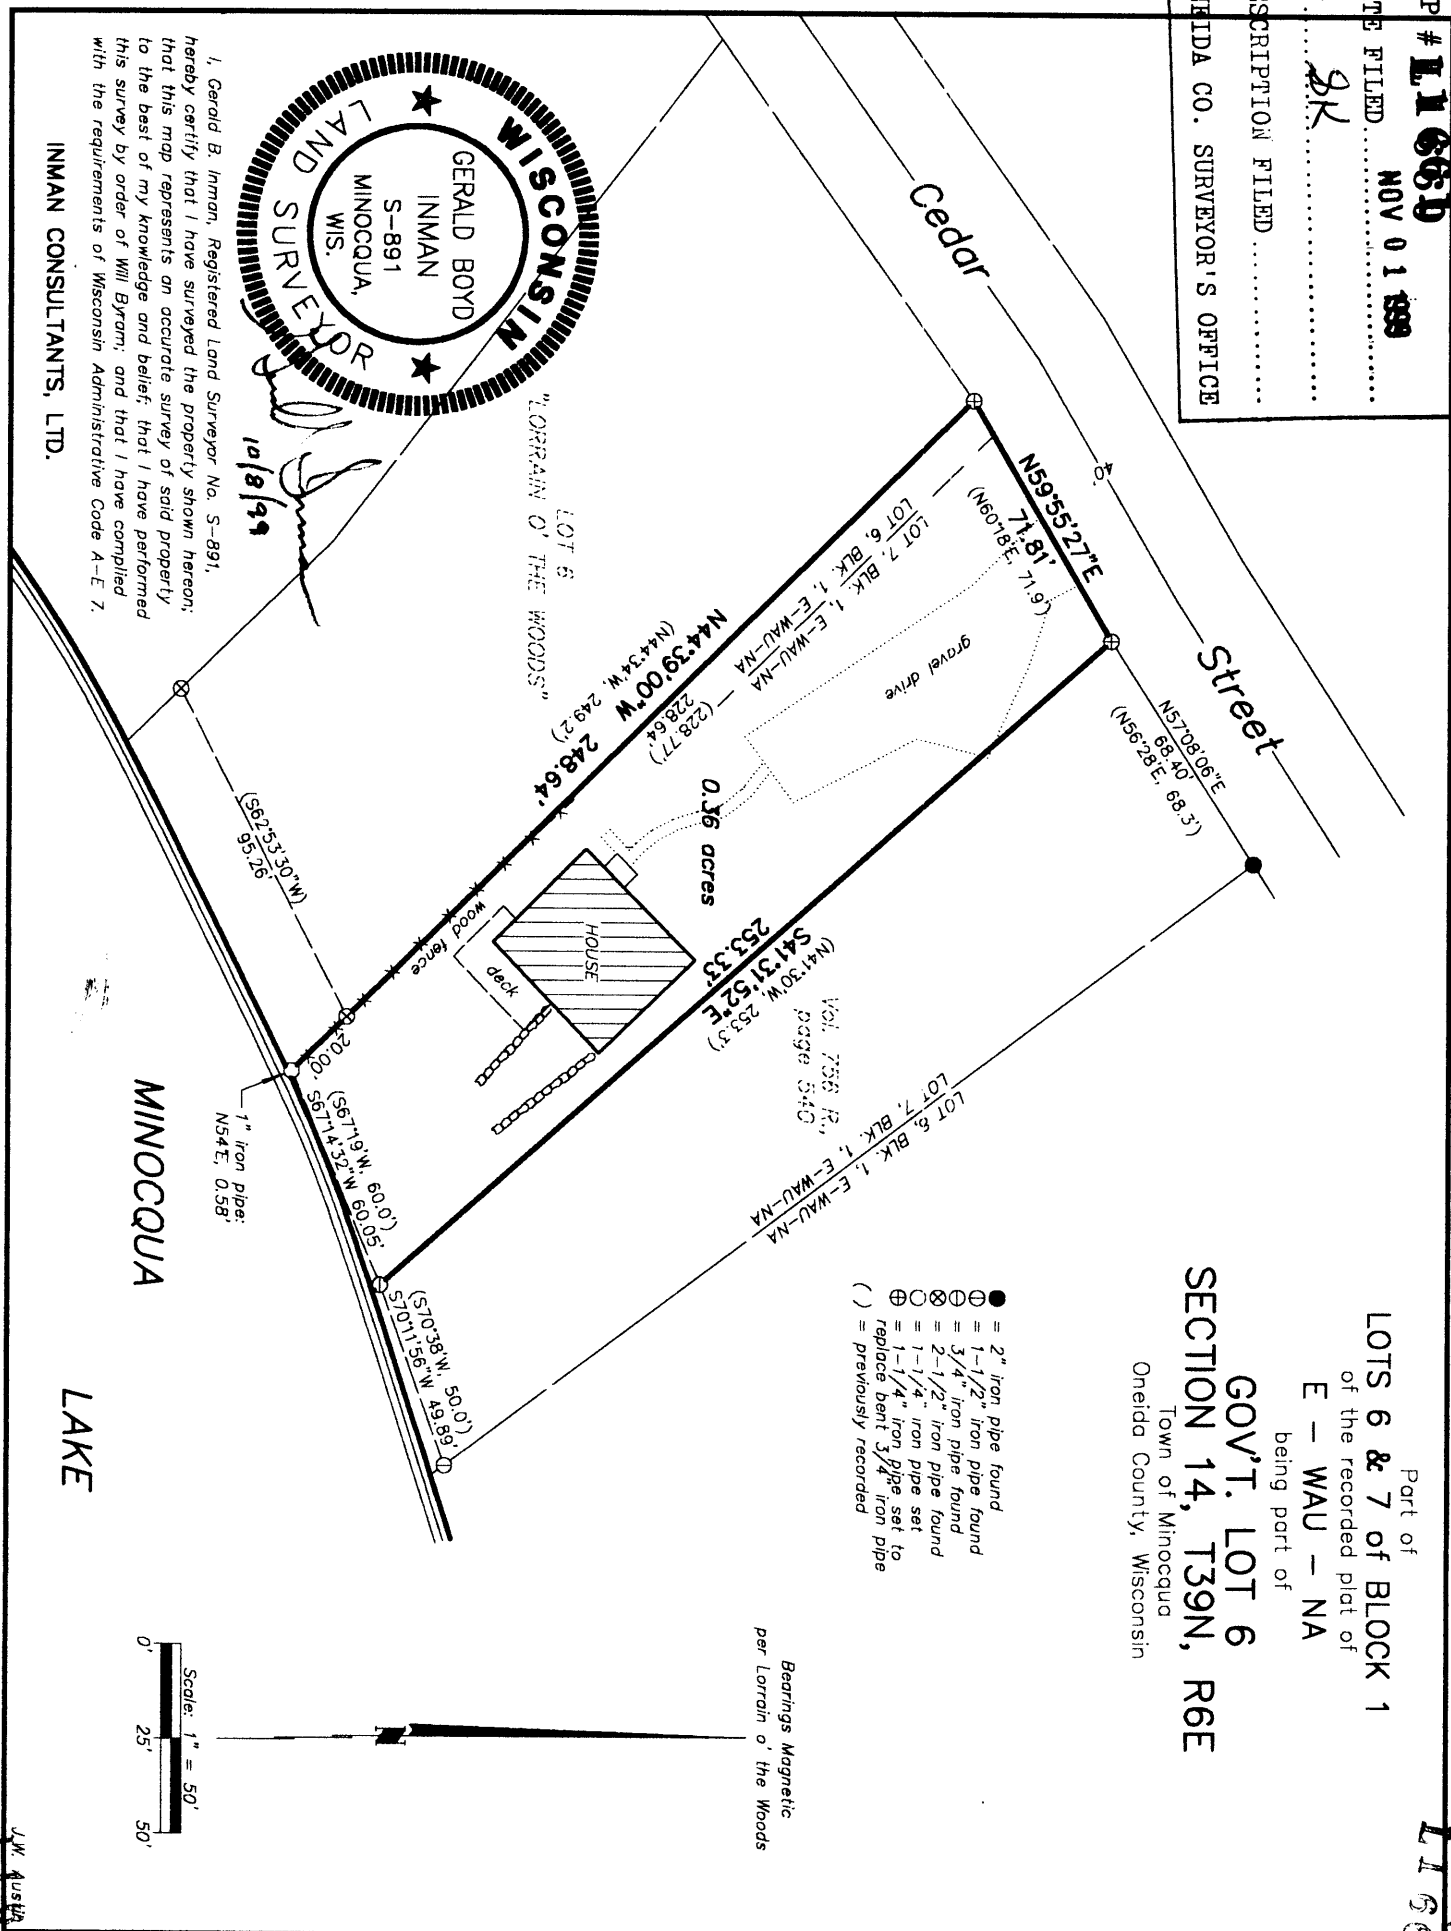 NOV 0 1
DESCRIPTION FILED
CO. SURVEYOR'S OFFICE
Part of
LOTS 6 & 7 of BLOCK 1
of the recorded plat of
E - WAU - NA
being part of
GOV'T. LOT 6
SECTION 14, T39N, R6E
Town of Minocqua
Oneida County, Wisconsin
Cedar
Street
40'
N59°55'27"E
71.81'
(N60°18'E, 71.9')
N57°08'06"E
68.40'
(N56°28'E, 68.3')
gravel drive
LOT 7, BLK. 1, E-WAU-NA
LOT 6, BLK. 1, E-WAU-NA
(228.77')
228.64'
N44°39'00"W 248.64'
(N44°34'W, 249.2')
0.36 acres
(N41°30'W, 253.3')
S41°31'52"E
253.33'
Vol. 756 R.,
page 540
LOT 8, BLK. 1, E-WAU-NA
LOT 7, BLK. 1, E-WAU-NA
HOUSE
deck
wood fence
LOT 6
"LORRAIN O' THE WOODS"
(S62°53'30"W)
95.26'
20.00'
(S67°19'W, 60.0')
S67°14'32"W 60.05'
(S70°38'W, 50.0')
S70°11'56"W 49.89'
1" iron pipe:
N54°E, 0.58'
MINOCQUA
LAKE
● = 2" iron pipe found
⦶ = 1-1/2" iron pipe found
⊖ = 3/4" iron pipe found
⊗ = 2-1/2" iron pipe found
○ = 1-1/4" iron pipe set
⊕ = 1-1/4" iron pipe set to
replace bent 3/4" iron pipe
( ) = previously recorded
Bearings Magnetic
per Lorrain o' the Woods
Scale: 1" = 50'
0' 25' 50'
WISCONSIN
GERALD BOYD
INMAN
S-891
MINOCQUA,
WIS.
LAND SURVEYOR
10/8/99
I, Gerald B. Inman, Registered Land Surveyor No. S-891,
hereby certify that I have surveyed the property shown hereon;
that this map represents an accurate survey of said property
to the best of my knowledge and belief; that I have performed
this survey by order of Will Byram; and that I have complied
with the requirements of Wisconsin Administrative Code A-E 7.
INMAN CONSULTANTS, LTD.
J.W. Austin